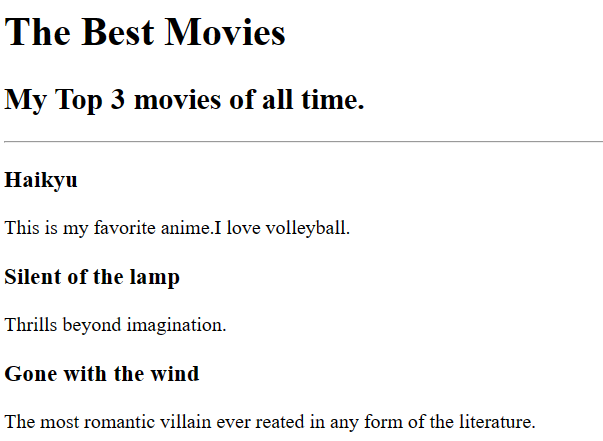 The Best Movies
My Top 3 movies of all time.
Haikyu
This is my favorite anime.I love volleyball.
Silent of the lamp
Thrills beyond imagination.
Gone with the wind
The most romantic villain ever reated in any form of the literature.